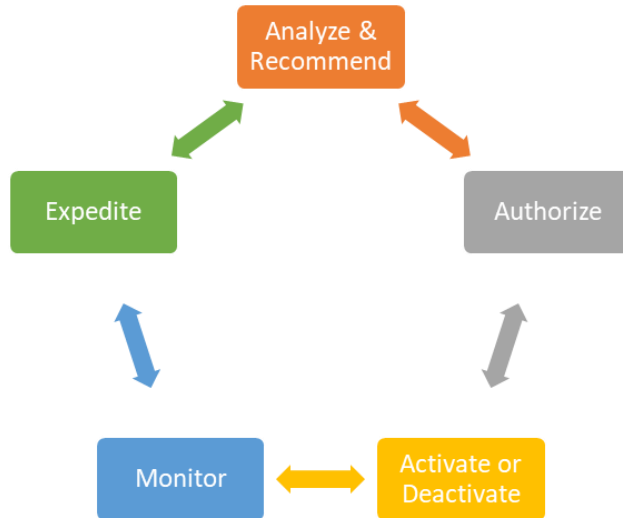 Analyze &
Recommend
Expedite
Authorize
Monitor
Activate or
Deactivate